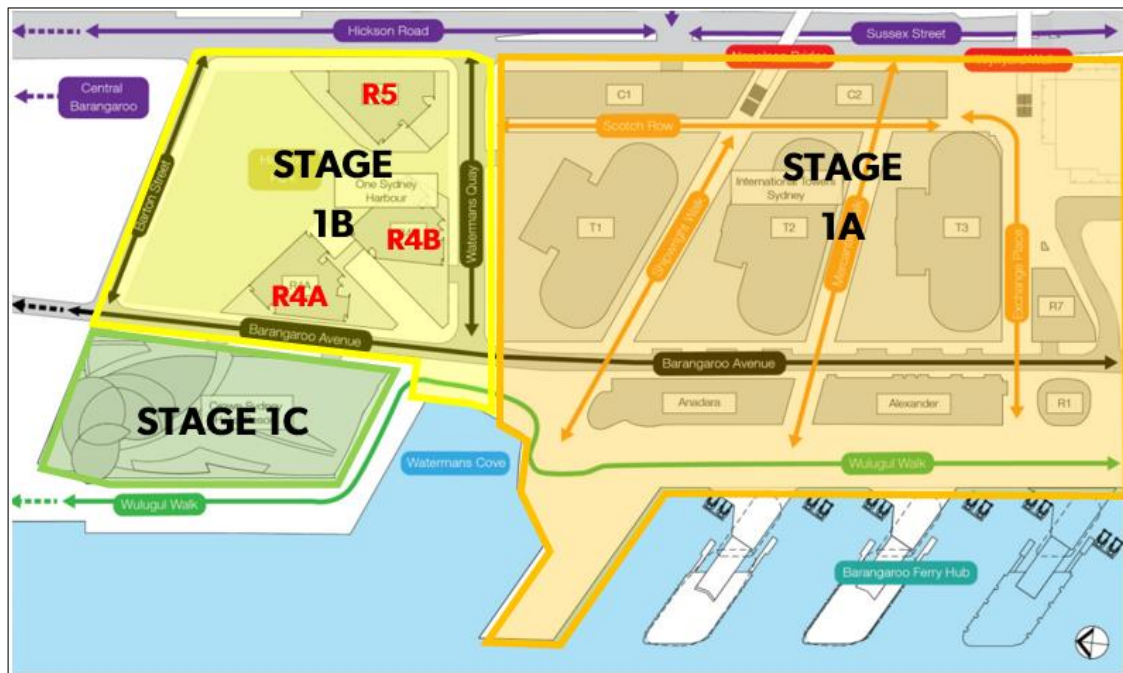 Hickson Road
Sussex Street
Central
Barangaroo
Barton Street
R5
STAGE
1B
One Sydney
Harbour
R4B
R4A
Watermans Quay
Barangaroo Avenue
C1
C2
Scotch Row
STAGE
1A
International Towers
Sydney
T1
T2
T3
Shipwright Walk
Exchange Place
R7
Barangaroo Avenue
Anadara
Alexander
R1
STAGE 1C
Crown Sydney
Watermans Cove
Wulugul Walk
Wulugul Walk
Barangaroo Ferry Hub